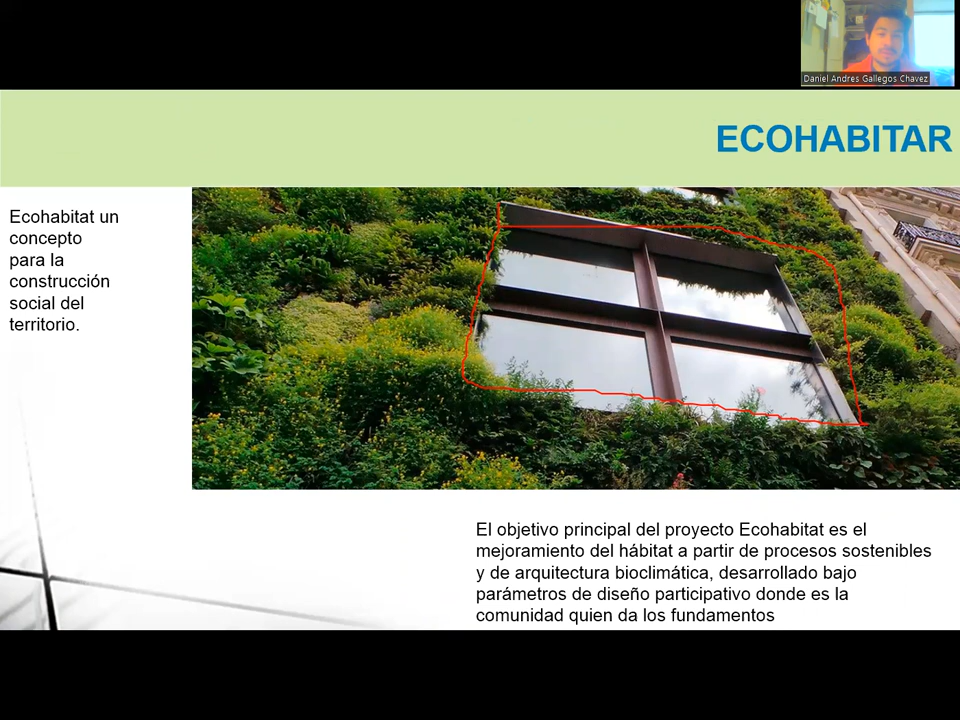 Daniel Andres Gallegos Chavez
ECOHABITAR
Ecohabitat un
concepto
para la
construcción
social del
territorio.
El objetivo principal del proyecto Ecohabitat es el
mejoramiento del hábitat a partir de procesos sostenibles
y de arquitectura bioclimática, desarrollado bajo
parámetros de diseño participativo donde es la
comunidad quien da los fundamentos